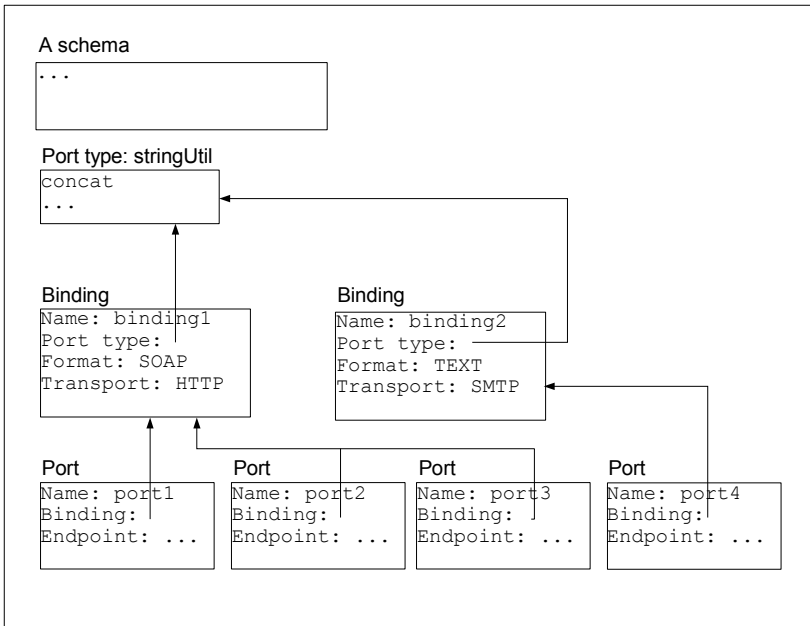 A schema
...
Port type: stringUtil
concat
...
Binding
Name: binding1
Port type:
Format: SOAP
Transport: HTTP
Binding
Name: binding2
Port type:
Format: TEXT
Transport: SMTP
Port
Name: port1
Binding:
Endpoint: ...
Port
Name: port2
Binding:
Endpoint: ...
Port
Name: port3
Binding:
Endpoint: ...
Port
Name: port4
Binding:
Endpoint: ...